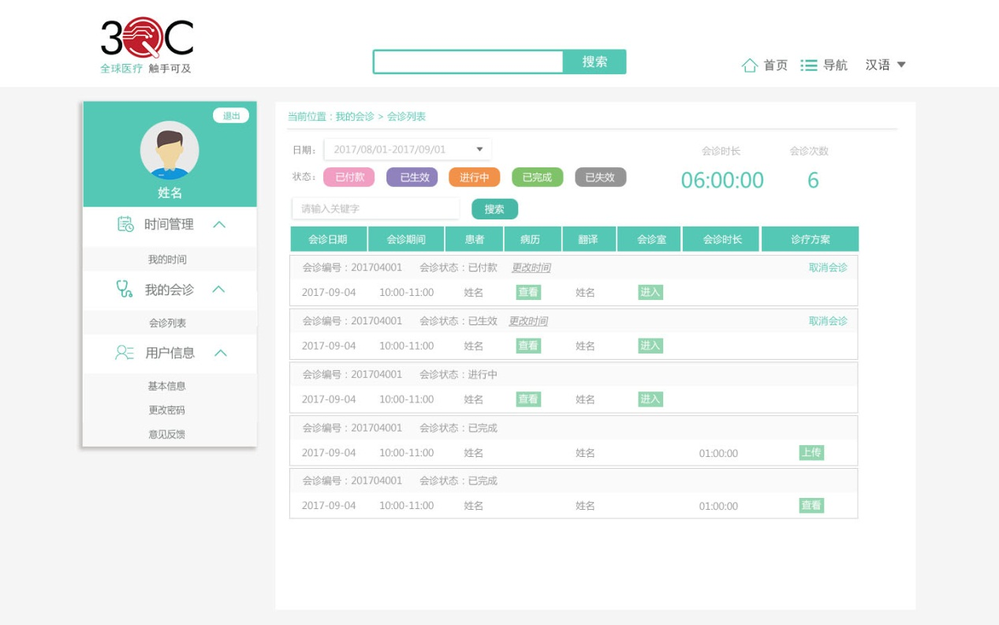 3QC
全球医疗 触手可及
搜索
首页 导航 汉语
退出
姓名
时间管理
我的时间
我的会诊
会诊列表
用户信息
基本信息
更改密码
意见反馈
当前位置：我的会诊 > 会诊列表
日期： 2017/08/01-2017/09/01
状态： 已付款 已生效 进行中 已完成 已失效
请输入关键字 搜索
会诊时长 会诊次数
06:00:00 6
会诊日期 会诊期间 患者 病历 翻译 会诊室 会诊时长 诊疗方案
会诊编号：201704001 会诊状态：已付款 更改时间 取消会诊
2017-09-04 10:00-11:00 姓名 查看 姓名 进入
会诊编号：201704001 会诊状态：已生效 更改时间 取消会诊
2017-09-04 10:00-11:00 姓名 查看 姓名 进入
会诊编号：201704001 会诊状态：进行中
2017-09-04 10:00-11:00 姓名 查看 姓名 进入
会诊编号：201704001 会诊状态：已完成
2017-09-04 10:00-11:00 姓名 姓名 01:00:00 上传
会诊编号：201704001 会诊状态：已完成
2017-09-04 10:00-11:00 姓名 姓名 01:00:00 查看